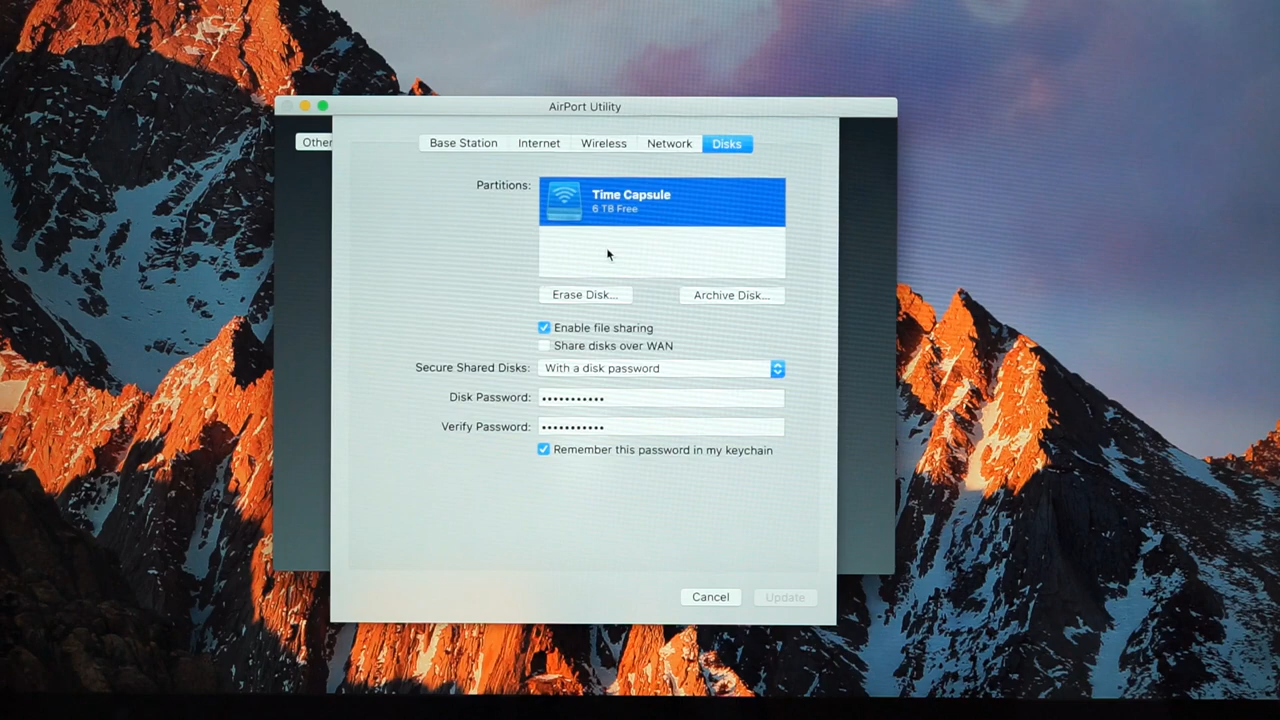 AirPort Utility
Other
Base Station Internet Wireless Network Disks
Partitions:
Time Capsule
6 TB Free
Erase Disk... Archive Disk...
Enable file sharing
Share disks over WAN
Secure Shared Disks: With a disk password
Disk Password: •••••••••••
Verify Password: •••••••••••
Remember this password in my keychain
Cancel Update